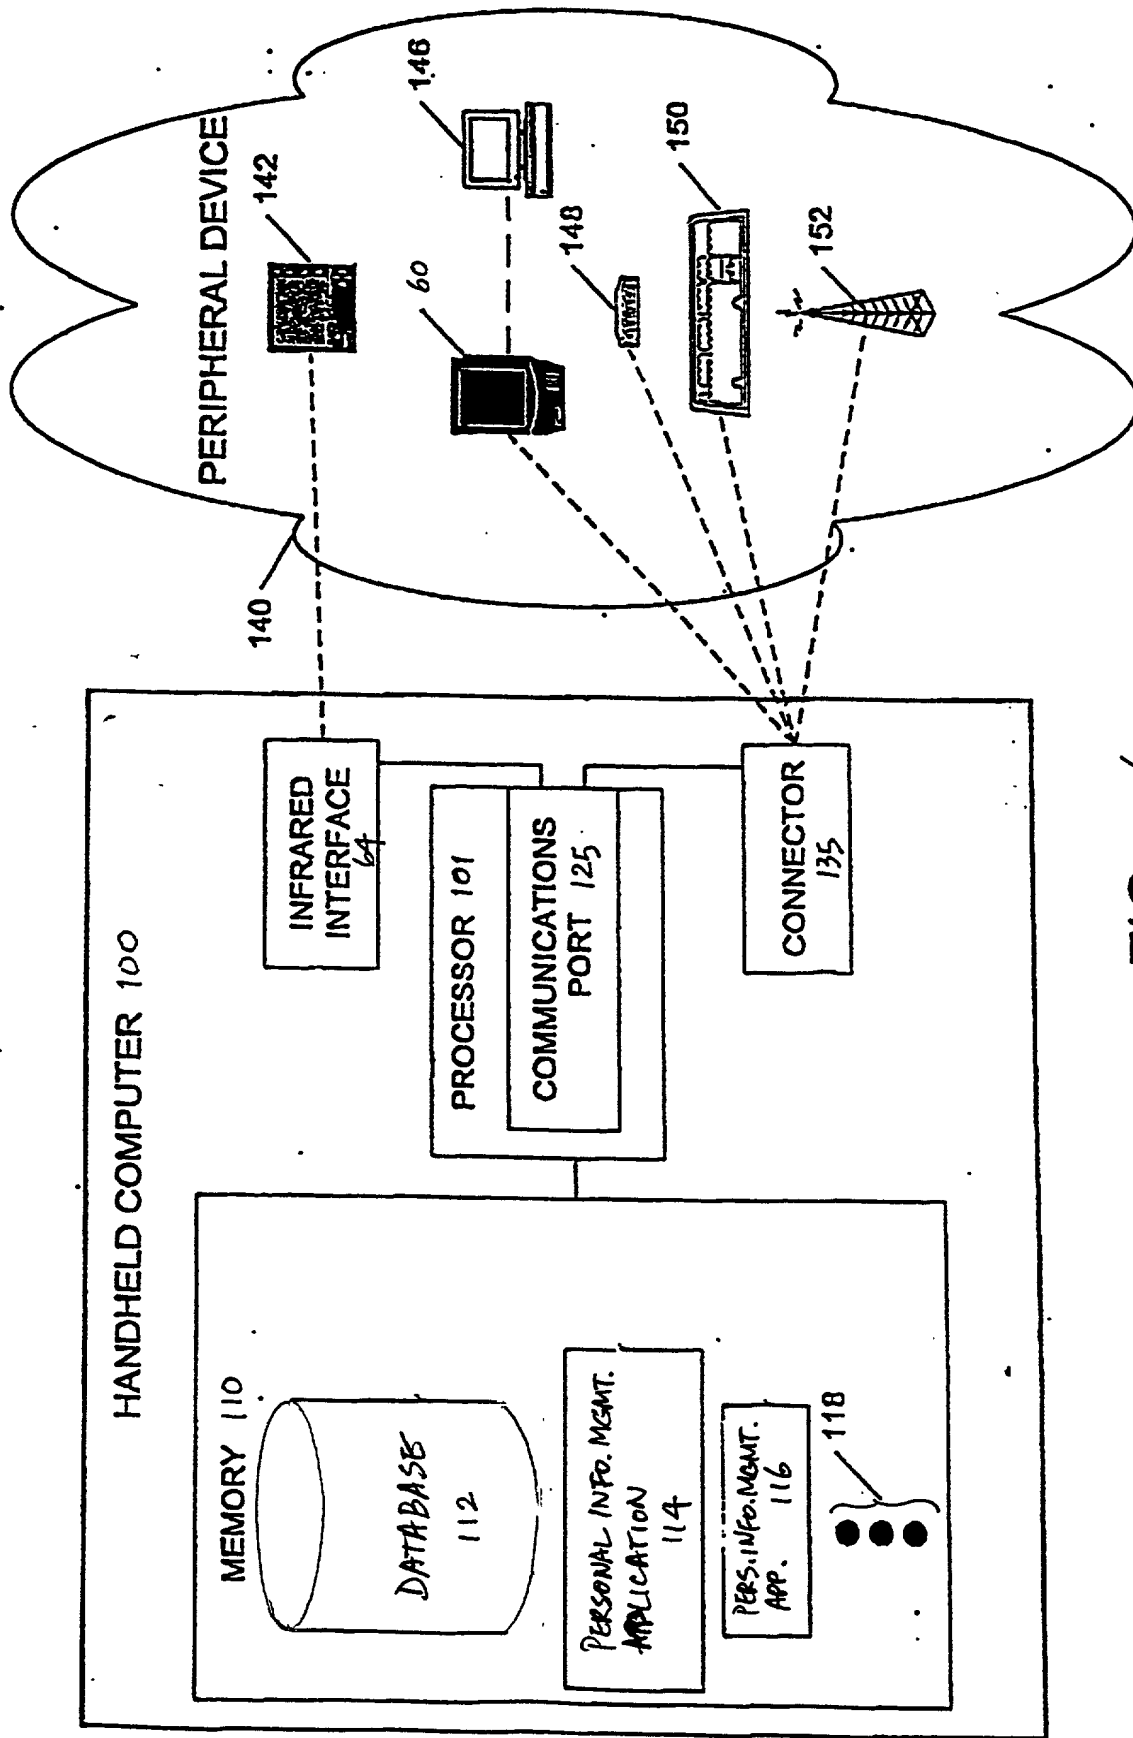 HANDHELD COMPUTER 100
MEMORY 110
DATABASE
112
PERSONAL INFO. MGMT.
APPLICATION
114
PERS. INFO. MGMT.
APP. 116
118
PROCESSOR 101
COMMUNICATIONS
PORT 125
INFRARED
INTERFACE
64
CONNECTOR
135
140
PERIPHERAL DEVICE
142
60
146
148
150
152